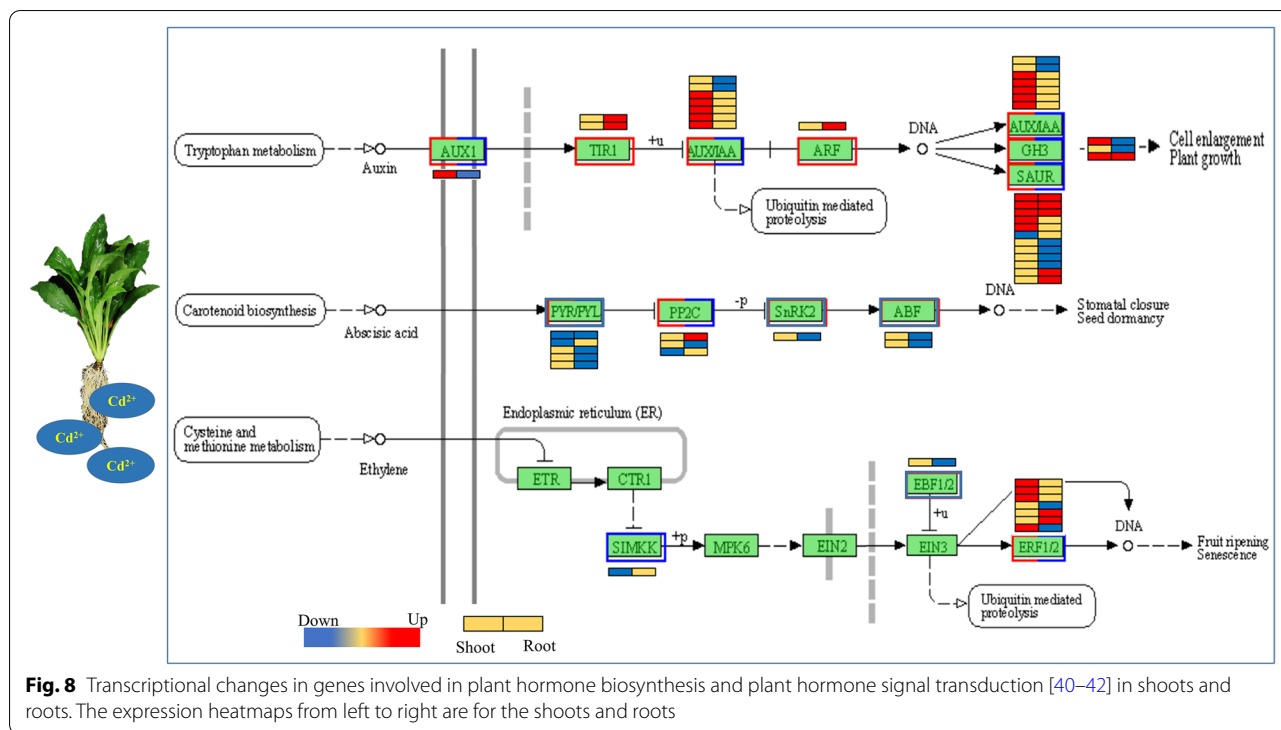 DNA
Tryptophan metabolism
Auxin
AUX1
TIR1
+u
AUX/IAA
ARF
AUX/IAA
GH3
SAUR
Cell enlargement
Plant growth
Ubiquitin mediated
proteolysis
Carotenoid biosynthesis
Abscisic acid
PYR/PYL
PP2C
-p
SnRK2
ABF
DNA
Stomatal closure
Seed dormancy
Cd2+
Cd2+
Cd2+
Cysteine and
methionine metabolism
Ethylene
Endoplasmic reticulum (ER)
ETR
CTR1
SIMKK
+p
MPK6
EIN2
EBF1/2
+u
EIN3
ERF1/2
DNA
Fruit ripening
Senescence
Ubiquitin mediated
proteolysis
Down
Up
Shoot
Root
Fig. 8 Transcriptional changes in genes involved in plant hormone biosynthesis and plant hormone signal transduction [40–42] in shoots and
roots. The expression heatmaps from left to right are for the shoots and roots